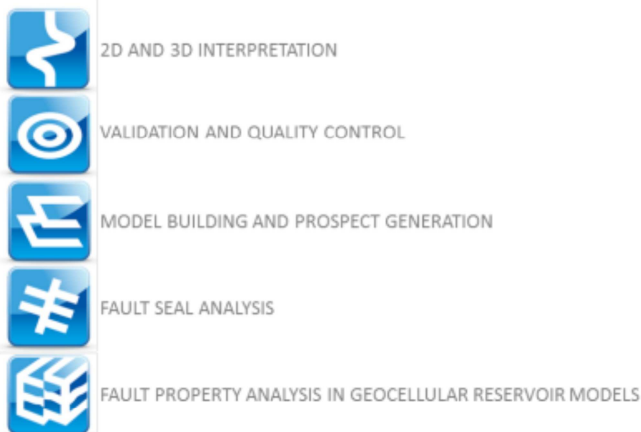 2D AND 3D INTERPRETATION
VALIDATION AND QUALITY CONTROL
MODEL BUILDING AND PROSPECT GENERATION
FAULT SEAL ANALYSIS
FAULT PROPERTY ANALYSIS IN GEOCELLULAR RESERVOIR MODELS